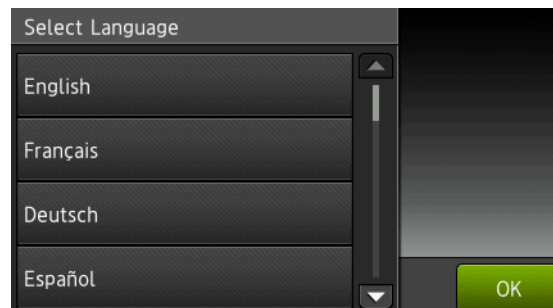 Select Language
English
Français
Deutsch
Español
OK